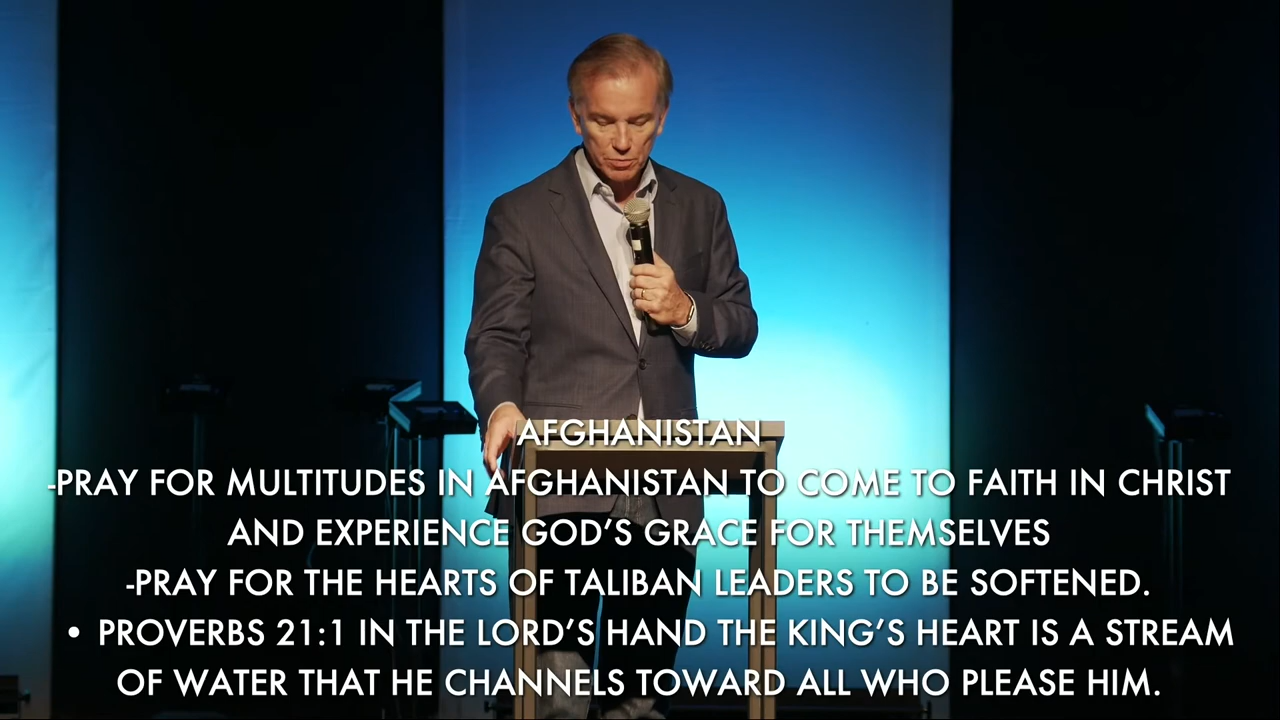 AFGHANISTAN
-PRAY FOR MULTITUDES IN AFGHANISTAN TO COME TO FAITH IN CHRIST
AND EXPERIENCE GOD'S GRACE FOR THEMSELVES
-PRAY FOR THE HEARTS OF TALIBAN LEADERS TO BE SOFTENED.
• PROVERBS 21:1 IN THE LORD'S HAND THE KING'S HEART IS A STREAM
OF WATER THAT HE CHANNELS TOWARD ALL WHO PLEASE HIM.